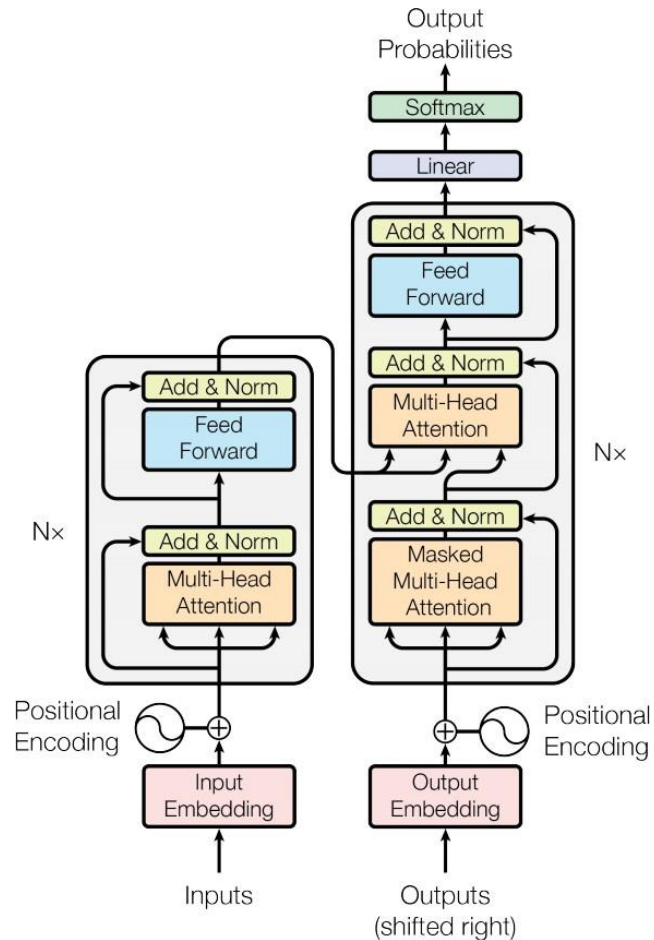 Output
Probabilities
Softmax
Linear
Add & Norm
Feed
Forward
Add & Norm
Multi-Head
Attention
Add & Norm
Masked
Multi-Head
Attention
N×
Add & Norm
Feed
Forward
Add & Norm
Multi-Head
Attention
N×
Positional
Encoding
Positional
Encoding
Input
Embedding
Output
Embedding
Inputs
Outputs
(shifted right)